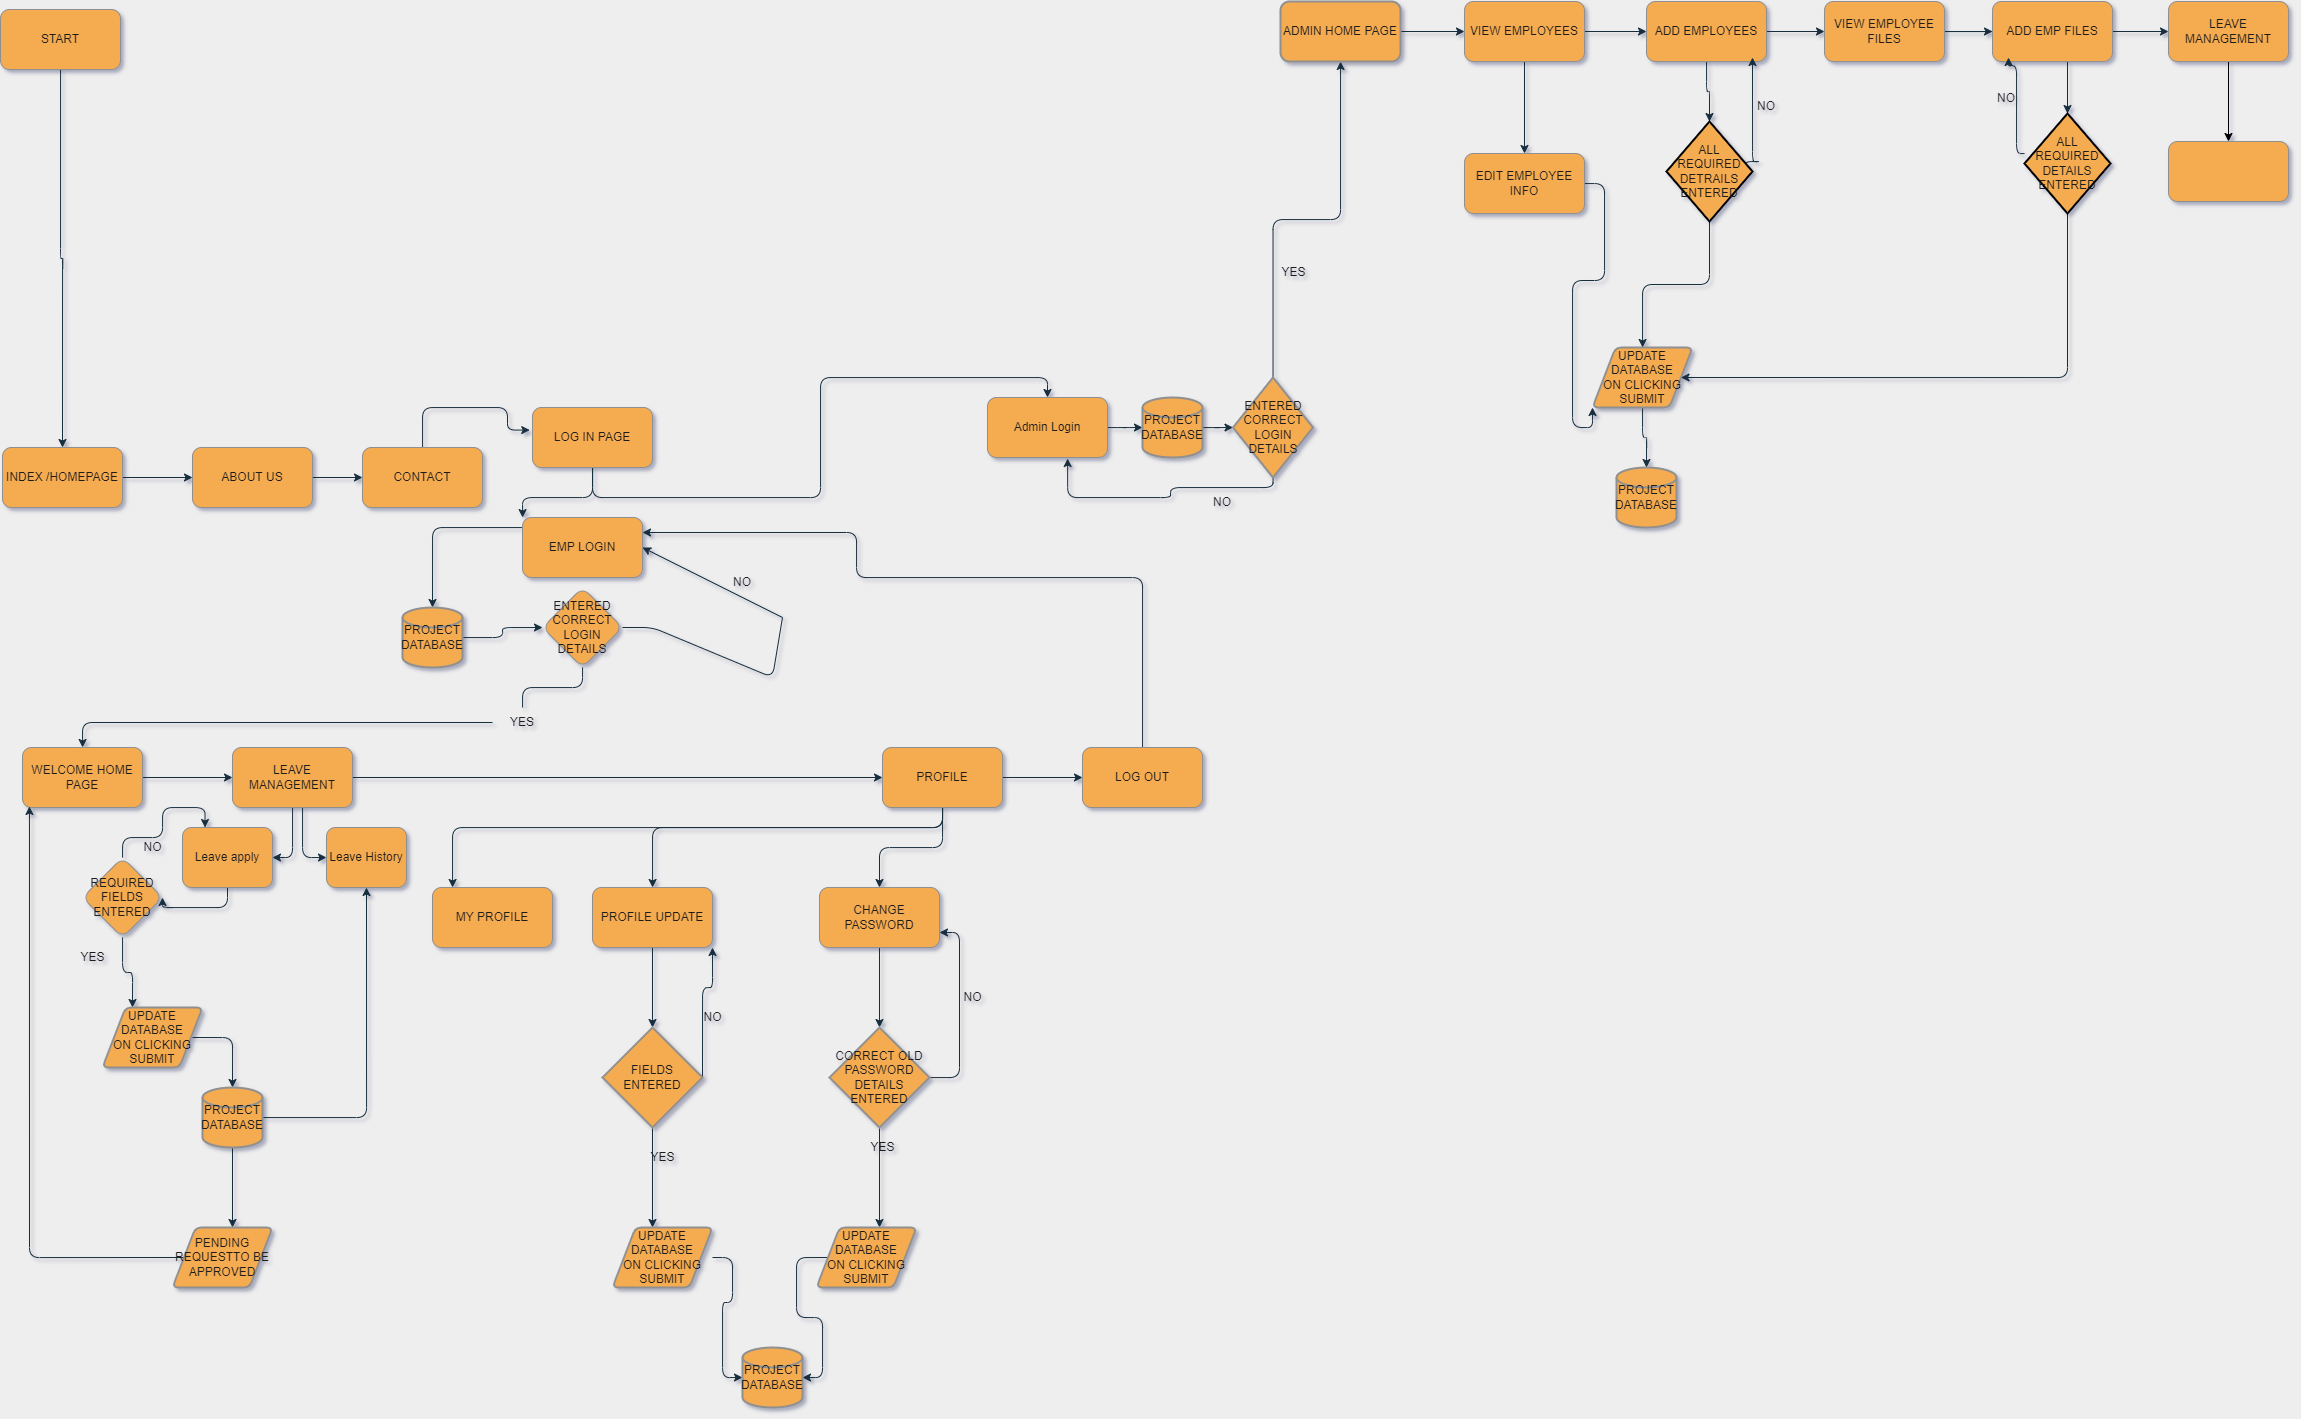 START
ADMIN HOME PAGE
VIEW EMPLOYEES
ADD EMPLOYEES
VIEW EMPLOYEE
FILES
ADD EMP FILES
LEAVE
MANAGEMENT
NO
NO
ALL
REQUIRED
DETRAILS
ENTERED
ALL
REQUIRED
DETAILS
ENTERED
EDIT EMPLOYEE
INFO
YES
UPDATE
DATABASE
ON CLICKING
SUBMIT
PROJECT
DATABASE
INDEX /HOMEPAGE
ABOUT US
CONTACT
LOG IN PAGE
Admin Login
PROJECT
DATABASE
ENTERED
CORRECT
LOGIN
DETAILS
NO
EMP LOGIN
NO
PROJECT
DATABASE
ENTERED
CORRECT
LOGIN
DETAILS
YES
WELCOME HOME
PAGE
LEAVE
MANAGEMENT
PROFILE
LOG OUT
NO
Leave apply
Leave History
REQUIRED
FIELDS
ENTERED
YES
UPDATE
DATABASE
ON CLICKING
SUBMIT
PROJECT
DATABASE
PENDING
REQUESTTO BE
APPROVED
MY PROFILE
PROFILE UPDATE
CHANGE
PASSWORD
NO
NO
FIELDS
ENTERED
CORRECT OLD
PASSWORD
DETAILS
ENTERED
YES
YES
UPDATE
DATABASE
ON CLICKING
SUBMIT
UPDATE
DATABASE
ON CLICKING
SUBMIT
PROJECT
DATABASE